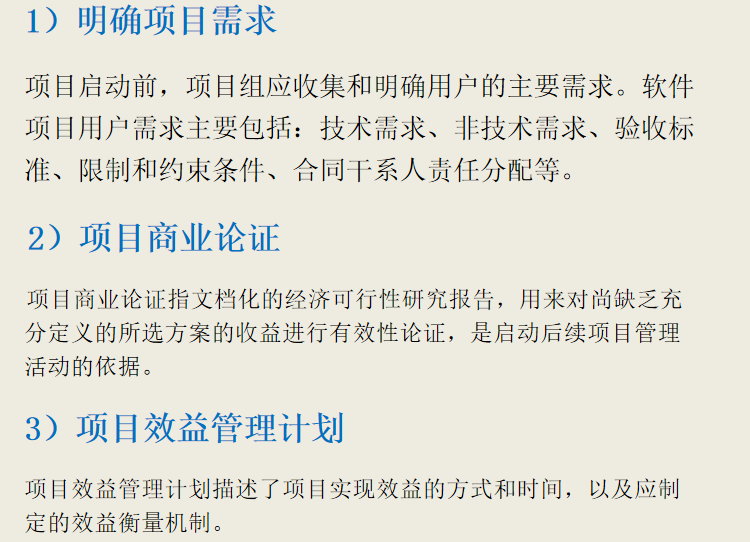 1）明确项目需求
项目启动前，项目组应收集和明确用户的主要需求。软件
项目用户需求主要包括：技术需求、非技术需求、验收标
准、限制和约束条件、合同干系人责任分配等。
2）项目商业论证
项目商业论证指文档化的经济可行性研究报告，用来对尚缺乏充
分定义的所选方案的收益进行有效性论证，是启动后续项目管理
活动的依据。
3）项目效益管理计划
项目效益管理计划描述了项目实现效益的方式和时间，以及应制
定的效益衡量机制。